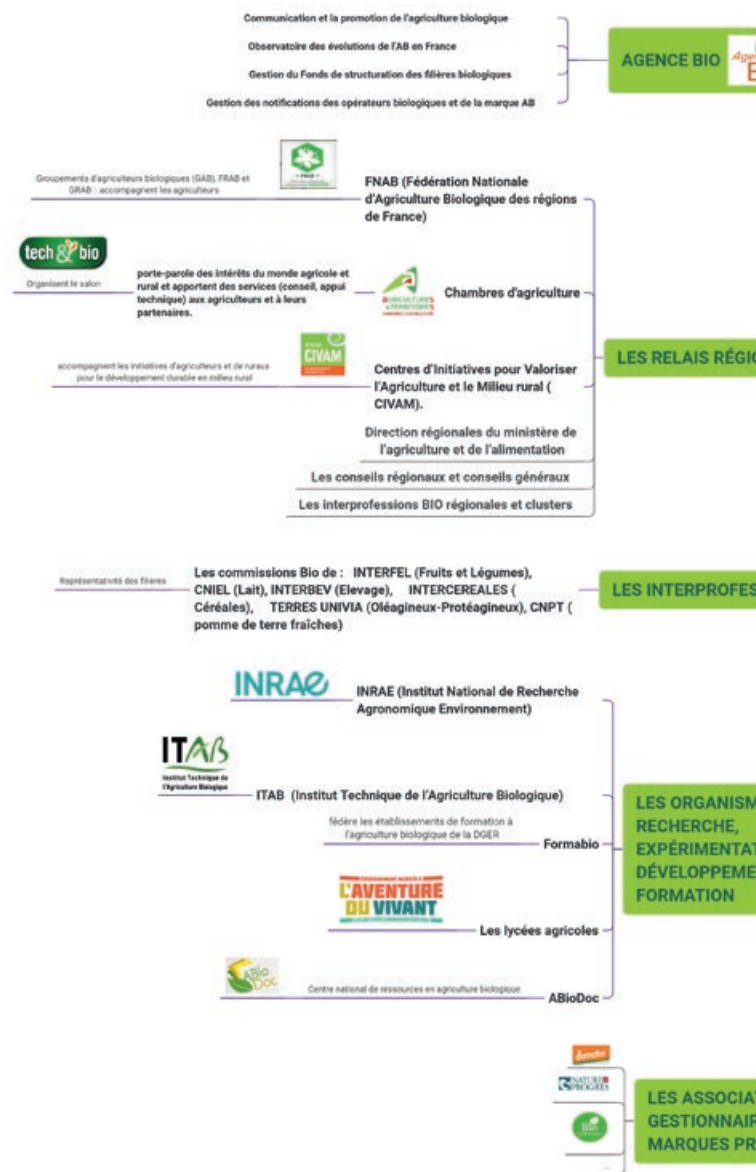 Communication et la promotion de l'agriculture biologique
Observatoire des évolutions de l'AB en France
Gestion du Fonds de structuration des filières biologiques
Gestion des notifications des opérateurs biologiques et de la marque AB
AGENCE BIO
Groupements d'agriculteurs biologiques (GAB), FRAB et
GRAB : accompagnent les agriculteurs
FNAB
FNAB (Fédération Nationale
d'Agriculture Biologique des régions
de France)
tech & bio
Organisent le salon
porte-parole des intérêts du monde agricole et
rural et apportent des services (conseil, appui
technique) aux agriculteurs et à leurs
partenaires.
AGRICULTURES
& TERRITOIRES
Chambres d'agriculture
accompagnent les initiatives d'agriculteurs et de ruraux
pour le développement durable en milieu rural
CIVAM
Centres d'Initiatives pour Valoriser
l'Agriculture et le Milieu rural (
CIVAM).
LES RELAIS RÉGIO
Direction régionales du ministère de
l'agriculture et de l'alimentation
Les conseils régionaux et conseils généraux
Les interprofessions BIO régionales et clusters
Représentativité des filières
Les commissions Bio de : INTERFEL (Fruits et Légumes),
CNIEL (Lait), INTERBEV (Elevage), INTERCEREALES (
Céréales), TERRES UNIVIA (Oléagineux-Protéagineux), CNPT (
pomme de terre fraîches)
LES INTERPROFES
INRAE
INRAE (Institut National de Recherche
Agronomique Environnement)
ITAB
Institut Technique de
l'Agriculture Biologique
ITAB (Institut Technique de l'Agriculture Biologique)
fédère les établissements de formation à
l'agriculture biologique de la DGER
Formabio
LES ORGANISM
RECHERCHE,
EXPÉRIMENTAT
DÉVELOPPEME
FORMATION
L'AVENTURE
DU VIVANT
Les lycées agricoles
ABio
Doc
Centre national de ressources en agriculture biologique
ABioDoc
demeter
NATURE
PROGRES
Bio
LES ASSOCIAT
GESTIONNAIR
MARQUES PR